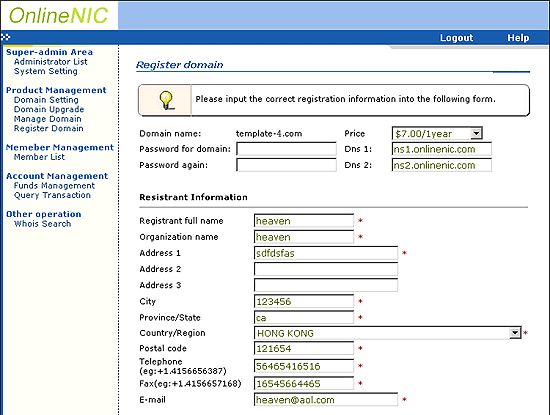 OnlineNIC
Logout Help
Super-admin Area
Administrator List
System Setting
Product Management
Domain Setting
Domain Upgrade
Manage Domain
Register Domain
Memeber Management
Member List
Account Management
Funds Management
Query Transaction
Other operation
Whois Search
Register domain
Please input the correct registration information into the following form.
Domain name: template-4.com Price $7.00/1year
Password for domain: Dns 1: ns1.onlinenic.com
Password again: Dns 2: ns2.onlinenic.com
Resistrant Information
Registrant full name heaven *
Organization name heaven *
Address 1 sdfdsfas *
Address 2
Address 3
City 123456 *
Province/State ca *
Country/Region HONG KONG *
Postal code 121654 *
Telephone
(eg:+1.4156656387) 56465416516 *
Fax(eg:+1.4156657168) 16545664465 *
E-mail heaven@aol.com *